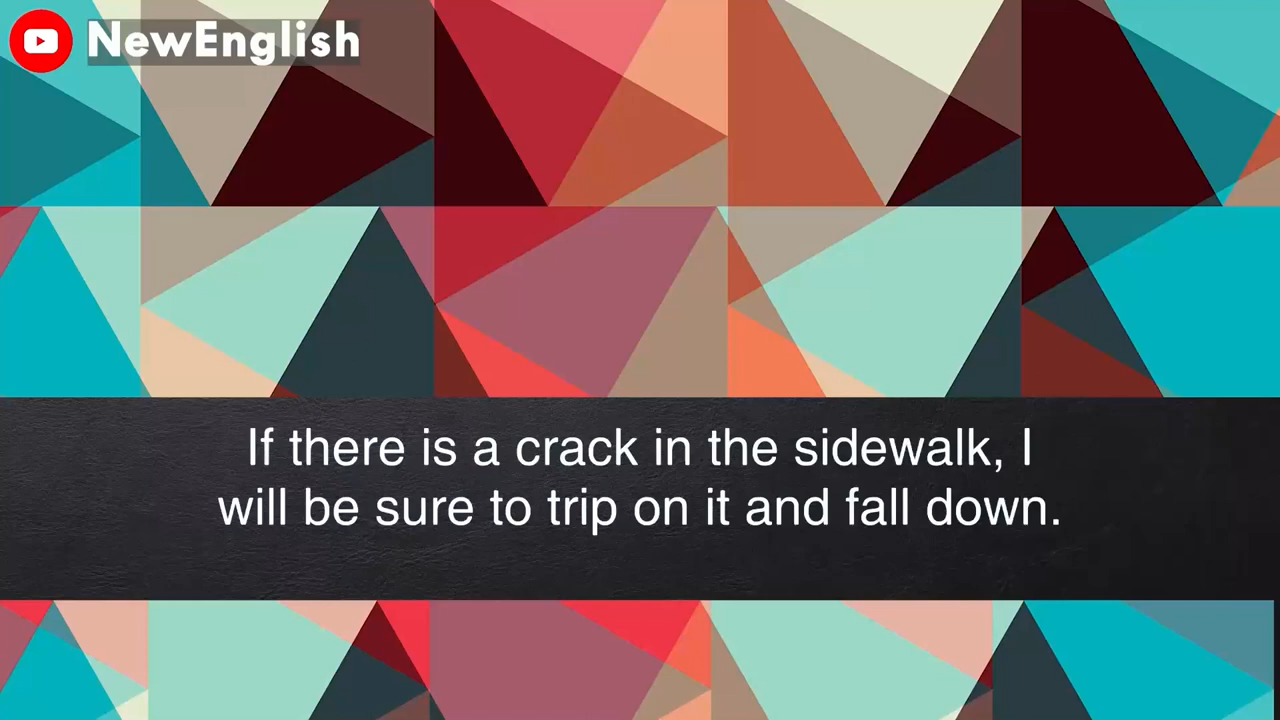 NewEnglish
If there is a crack in the sidewalk, I
will be sure to trip on it and fall down.